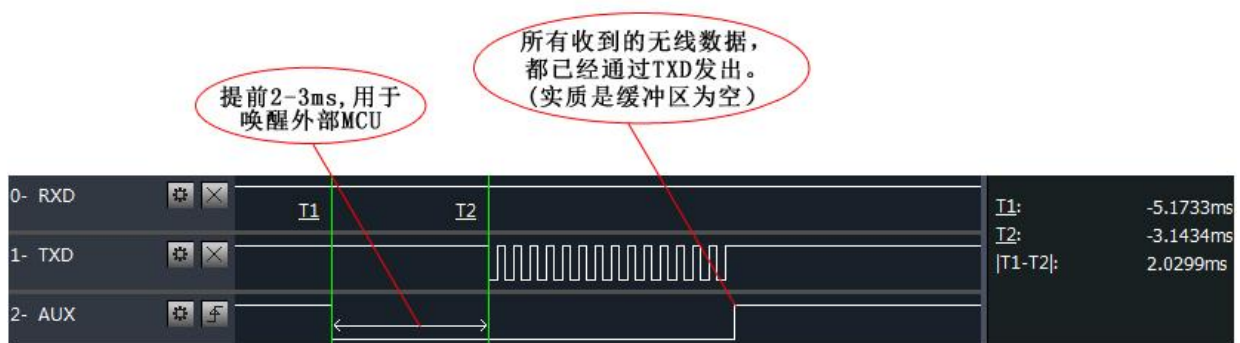 所有收到的无线数据，
都已经通过TXD发出。
(实质是缓冲区为空)
提前2-3ms,用于
唤醒外部MCU
0- RXD
T1
T2
T1: -5.1733ms
T2: -3.1434ms
|T1-T2|: 2.0299ms
1- TXD
2- AUX